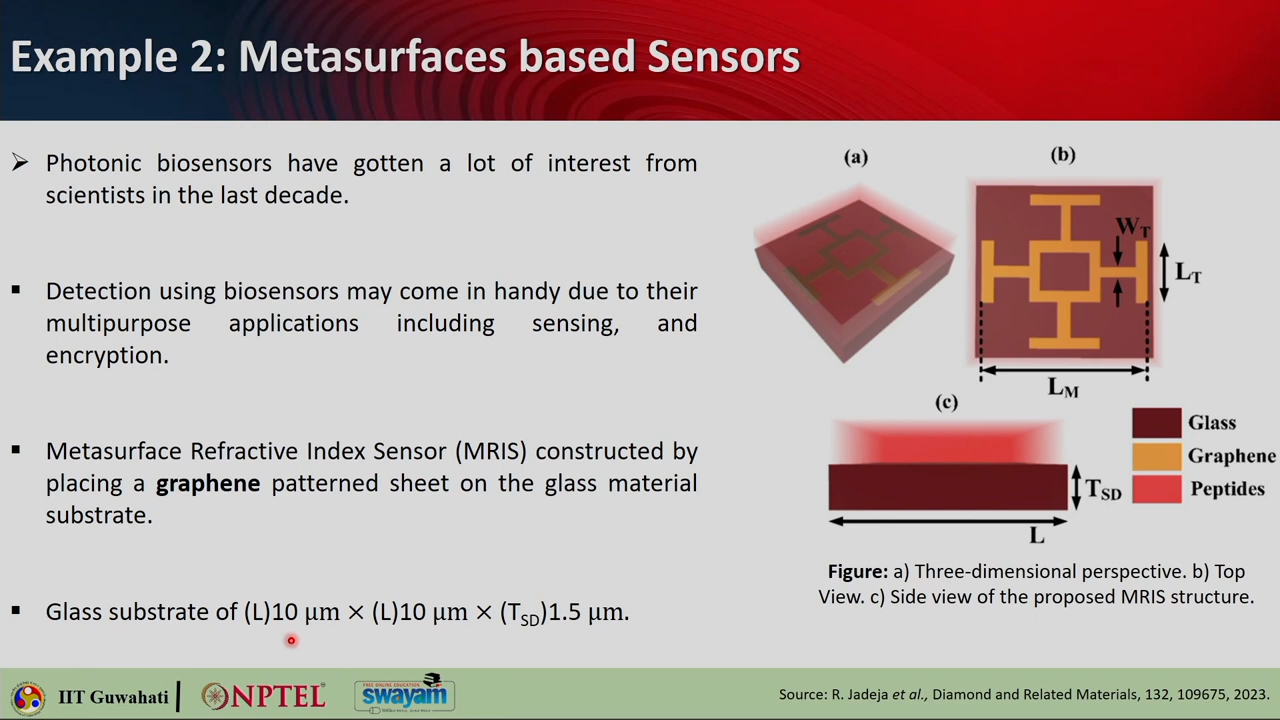 Example 2: Metasurfaces based Sensors
➢ Photonic biosensors have gotten a lot of interest from
scientists in the last decade.
▪ Detection using biosensors may come in handy due to their
multipurpose applications including sensing, and
encryption.
▪ Metasurface Refractive Index Sensor (MRIS) constructed by
placing a graphene patterned sheet on the glass material
substrate.
▪ Glass substrate of (L)10 μm × (L)10 μm × (TSD)1.5 μm.
(a)
(b)
WT
LT
LM
(c)
TSD
L
Glass
Graphene
Peptides
Figure: a) Three-dimensional perspective. b) Top
View. c) Side view of the proposed MRIS structure.
IIT Guwahati
NPTEL
FREE ONLINE EDUCATION
swayam
Source: R. Jadeja et al., Diamond and Related Materials, 132, 109675, 2023.